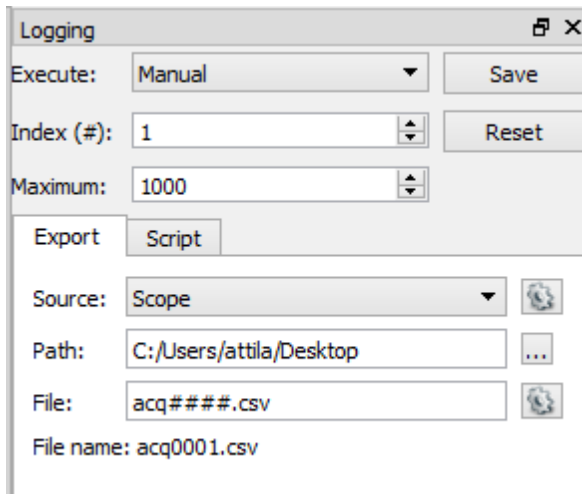 Logging
Execute: Manual Save
Index (#): 1 Reset
Maximum: 1000
Export Script
Source: Scope
Path: C:/Users/attila/Desktop ...
File: acq####.csv
File name: acq0001.csv